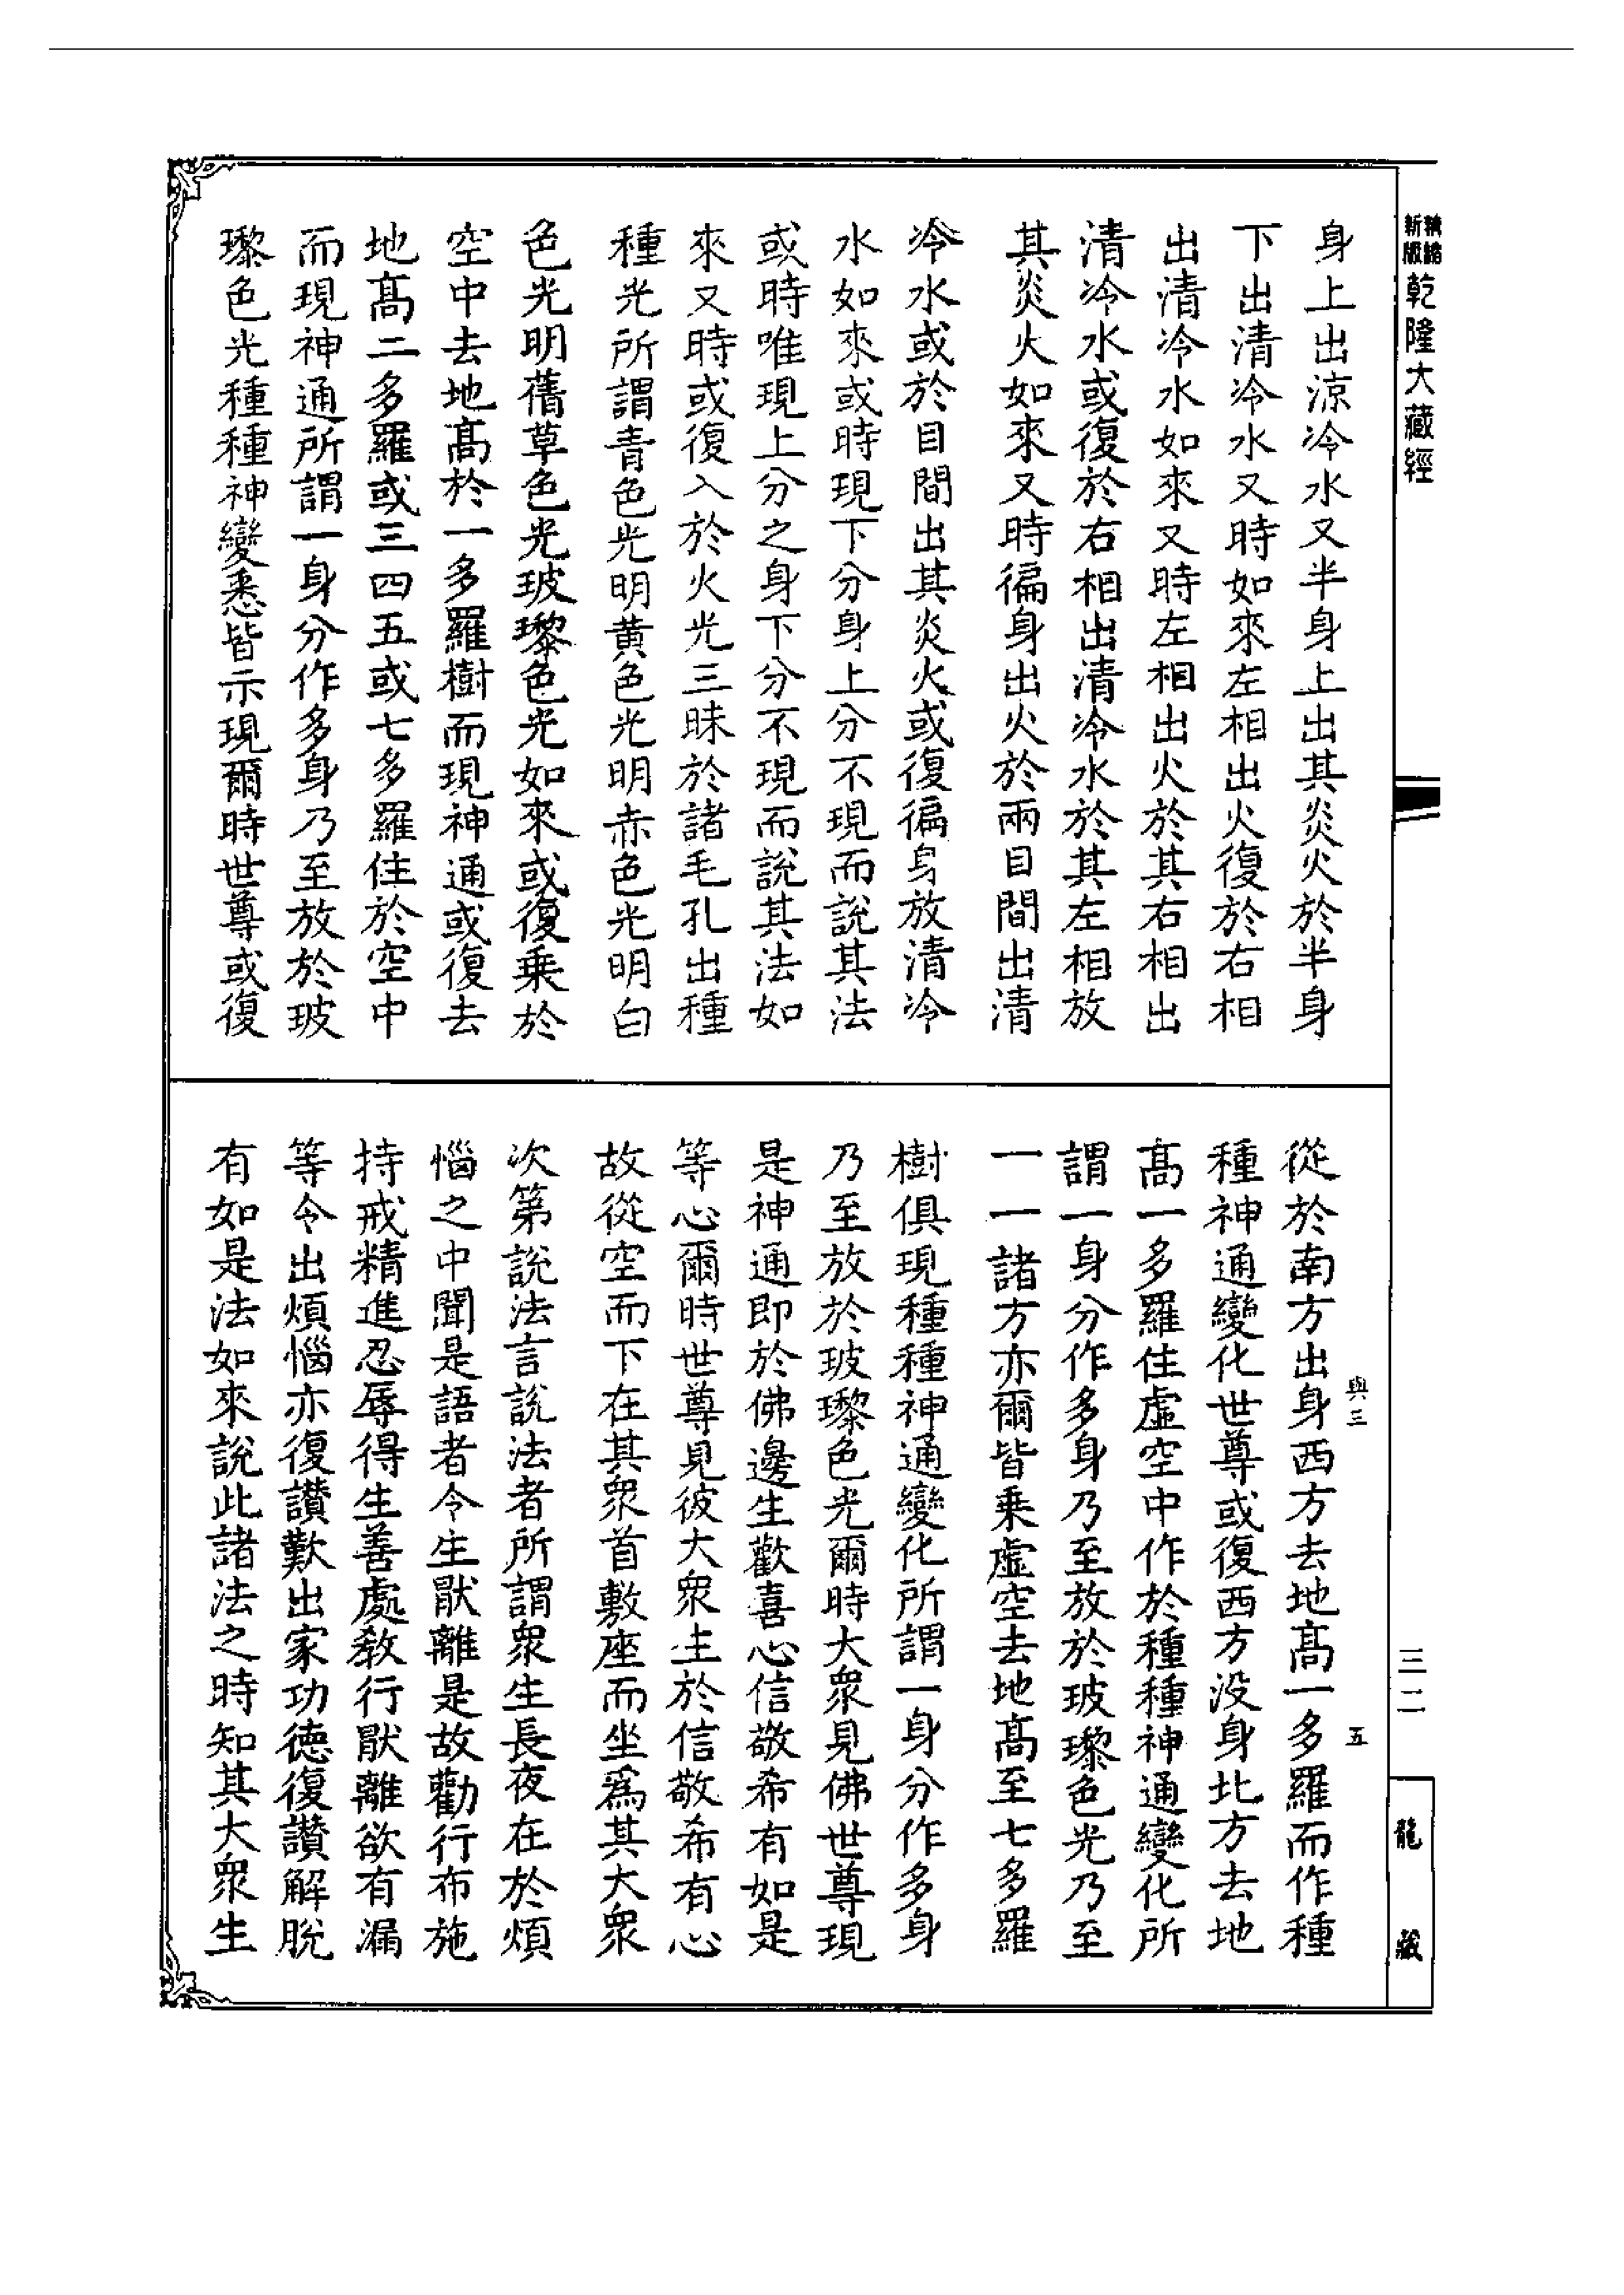 精縮
新版
乾隆大藏經
身上出涼冷水又半身上出其炎火於半身
下出清冷水又時如來左相出火復於右相
出清冷水如來又時左相出火於其右相出
清冷水或復於右相出清冷水於其左相放
其炎火如來又時徧身出火於兩目間出清
冷水或於目間出其炎火或復徧身放清冷
水如來或時現下分身上分不現而說其法
或時唯現上分之身下分不現而說其法如
來又時或復入於火光三昧於諸毛孔出種
種光所謂青色光明黃色光明赤色光明白
色光明蒨草色光玻瓈色光如來或復乗於
空中去地髙於一多羅樹而現神通或復去
地髙二多羅或三四五或七多羅住於空中
而現神通所謂一身分作多身乃至放於玻
瓈色光種種神變悉皆示現爾時世尊或復
與三
五
從於南方出身西方去地髙一多羅而作種
種神通變化世尊或復西方没身北方去地
髙一多羅住虛空中作於種種神通變化所
謂一身分作多身乃至放於玻瓈色光乃至
一一諸方亦爾皆乗虛空去地髙至七多羅
樹俱現種種神通變化所謂一身分作多身
乃至放於玻瓈色光爾時大衆見佛世尊現
是神通即於佛邊生歡喜心信敬希有如是
等心爾時世尊見彼大衆生於信敬希有心
故從空而下在其衆首敷座而坐爲其大衆
次第說法言說法者所謂衆生長夜在於煩
惱之中聞是語者令生猒離是故勸行布施
持戒精進忍辱得生善處教行猒離欲有漏
等令出煩惱亦復讚歎出家功德復讚解脫
有如是法如來說此諸法之時知其大衆生
三二
龍藏